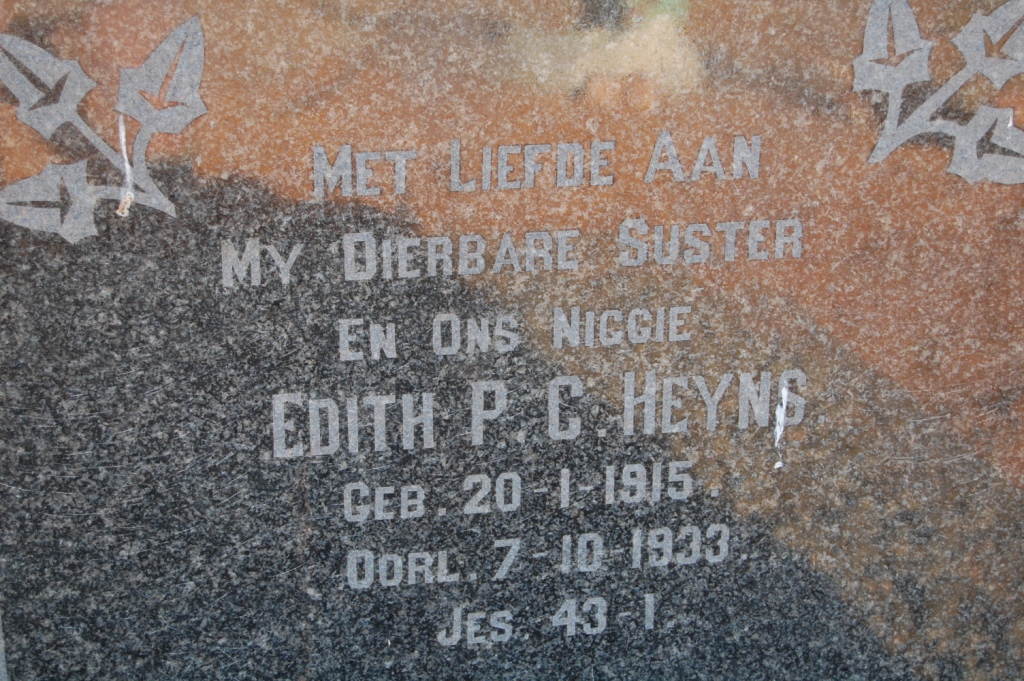 MET LIEFDE AAN
MY DIERBARE SUSTER
EN ONS NIGGIE
EDITH P. C. HEYNS.
GEB. 20-1-1915.
OORL. 7-10-1933.
JES. 43-1.